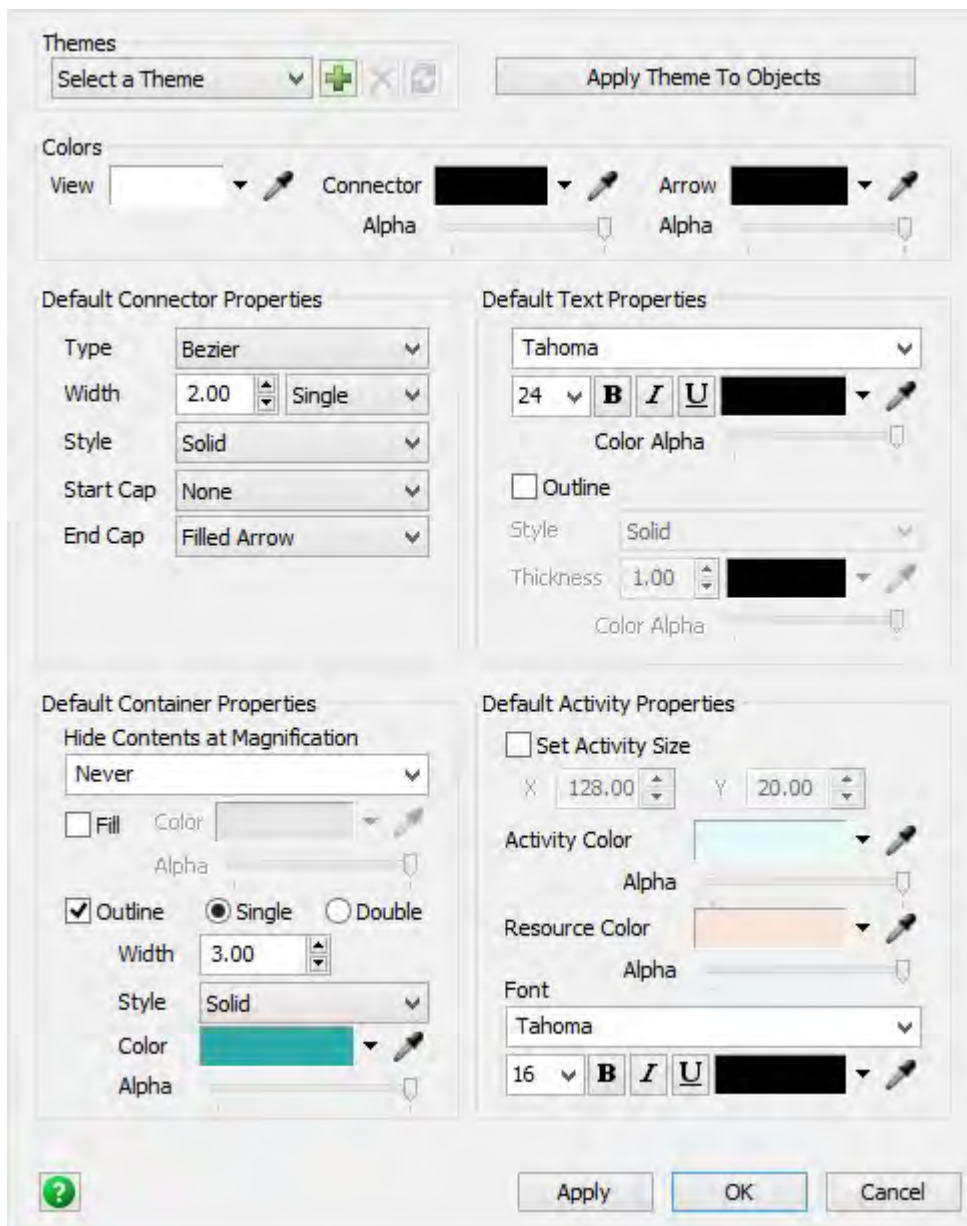 Themes
Select a Theme
Apply Theme To Objects
Colors
View Connector Arrow
Alpha Alpha
Default Connector Properties
Type Bezier
Width 2.00 Single
Style Solid
Start Cap None
End Cap Filled Arrow
Default Text Properties
Tahoma
24 B I U
Color Alpha
Outline
Style Solid
Thickness 1.00
Color Alpha
Default Container Properties
Hide Contents at Magnification
Never
Fill Color
Alpha
Outline Single Double
Width 3.00
Style Solid
Color
Alpha
Default Activity Properties
Set Activity Size
X 128.00 Y 20.00
Activity Color
Alpha
Resource Color
Alpha
Font
Tahoma
16 B I U
? Apply OK Cancel